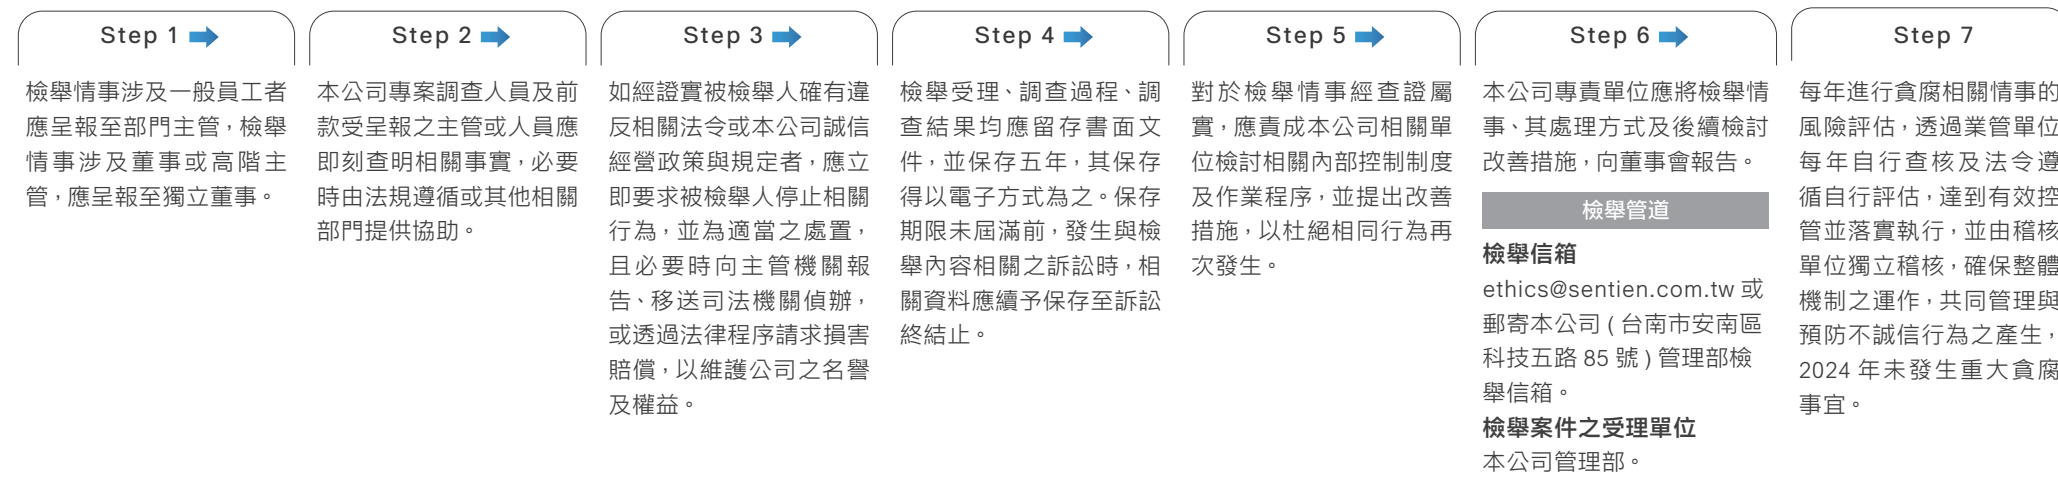 Step 1
檢舉情事涉及一般員工者
應呈報至部門主管，檢舉
情事涉及董事或高階主
管，應呈報至獨立董事。
Step 2
本公司專案調查人員及前
款受呈報之主管或人員應
即刻查明相關事實，必要
時由法規遵循或其他相關
部門提供協助。
Step 3
如經證實被檢舉人確有違
反相關法令或本公司誠信
經營政策與規定者，應立
即要求被檢舉人停止相關
行為，並為適當之處置，
且必要時向主管機關報
告、移送司法機關偵辦，
或透過法律程序請求損害
賠償，以維護公司之名譽
及權益。
Step 4
檢舉受理、調查過程、調
查結果均應留存書面文
件，並保存五年，其保存
得以電子方式為之。保存
期限未屆滿前，發生與檢
舉內容相關之訴訟時，相
關資料應續予保存至訴訟
終結止。
Step 5
對於檢舉情事經查證屬
實，應責成本公司相關單
位檢討相關內部控制制度
及作業程序，並提出改善
措施，以杜絕相同行為再
次發生。
Step 6
本公司專責單位應將檢舉情
事、其處理方式及後續檢討
改善措施，向董事會報告。
檢舉管道
檢舉信箱
ethics@sentien.com.tw 或
郵寄本公司 ( 台南市安南區
科技五路 85 號 ) 管理部檢
舉信箱。
檢舉案件之受理單位
本公司管理部。
Step 7
每年進行貪腐相關情事的
風險評估，透過業管單位
每年自行查核及法令遵
循自行評估，達到有效控
管並落實執行，並由稽核
單位獨立稽核，確保整體
機制之運作，共同管理與
預防不誠信行為之產生，
2024 年未發生重大貪腐
事宜。